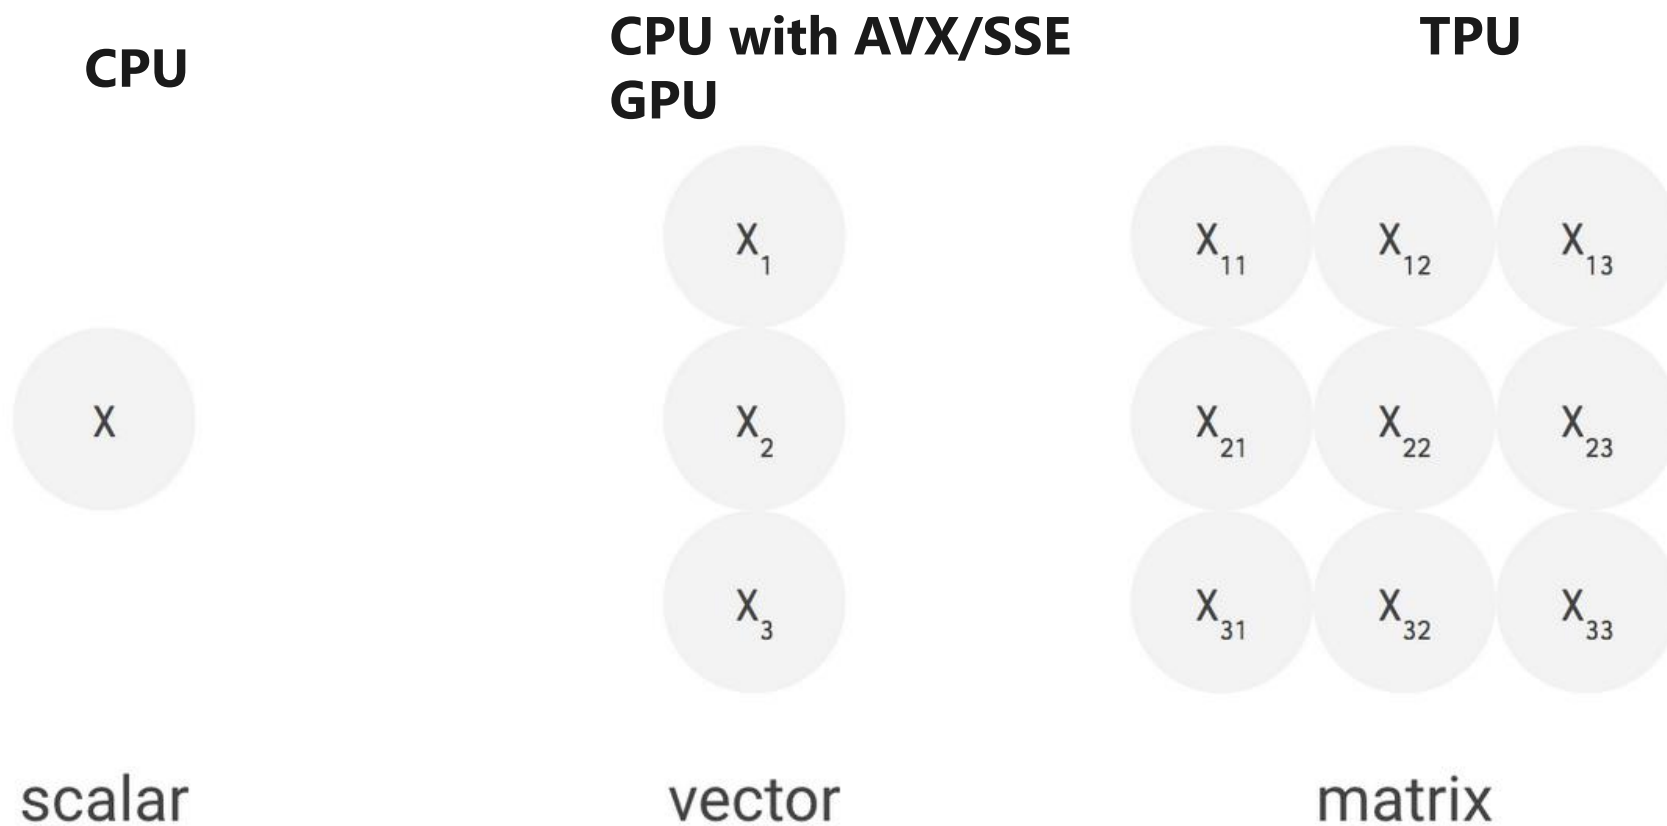 CPU
CPU with AVX/SSE
GPU
TPU
X
X₁
X₂
X₃
X₁₁ X₁₂ X₁₃
X₂₁ X₂₂ X₂₃
X₃₁ X₃₂ X₃₃
scalar
vector
matrix